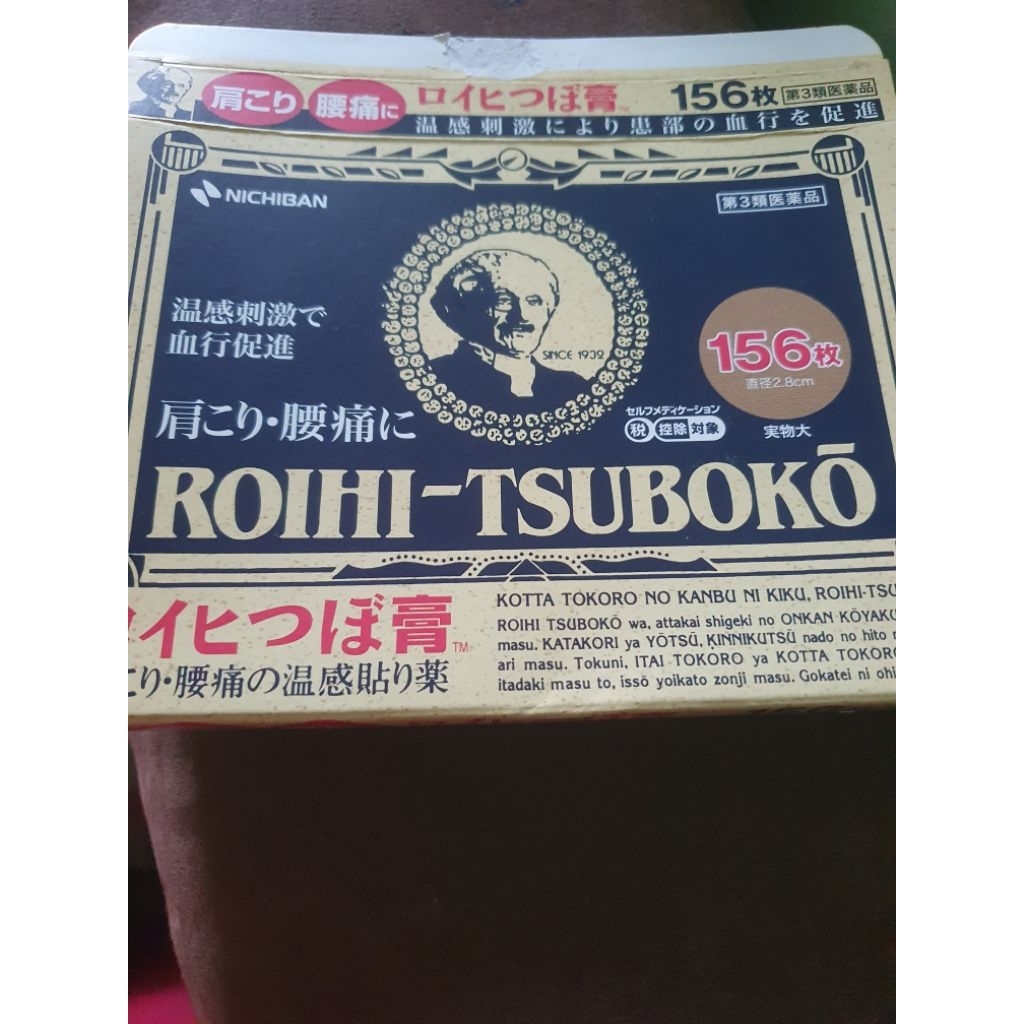 肩こり 腰痛に ロイヒつぼ膏™ 156枚 第3類医薬品
温感刺激により患部の血行を促進
NICHIBAN
第3類医薬品
温感刺激で
血行促進
SINCE 1932
156枚
直径2.8cm
実物大
肩こり・腰痛に
セルフメディケーション
税 控除 対象
ROIHI-TSUBOKŌ
ロイヒつぼ膏™
こり・腰痛の温感貼り薬
KOTTA TOKORO NO KANBU NI KIKU, ROIHI-TSU
ROIHI TSUBOKŌ wa, attakai shigeki no ONKAN KŌYAKU
masu. KATAKORI ya YŌTSŪ, KINNIKUTSŪ nado no hito
ari masu. Tokuni, ITAI TOKORO ya KOTTA TOKORO
itadaki masu to, issō yoikato zonji masu. Gokatei ni ohi